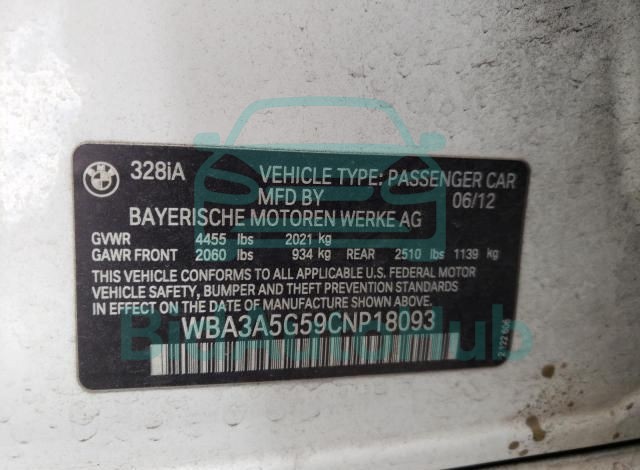 BMW
328iA VEHICLE TYPE: PASSENGER CAR
MFD BY 06/12
BAYERISCHE MOTOREN WERKE AG
GVWR 4455 lbs 2021 kg
GAWR FRONT 2060 lbs 934 kg REAR 2510 lbs 1139 kg
THIS VEHICLE CONFORMS TO ALL APPLICABLE U.S. FEDERAL MOTOR
VEHICLE SAFETY, BUMPER, AND THEFT PREVENTION STANDARDS
IN EFFECT ON THE DATE OF MANUFACTURE SHOWN ABOVE.
WBA3A5G59CNP18093